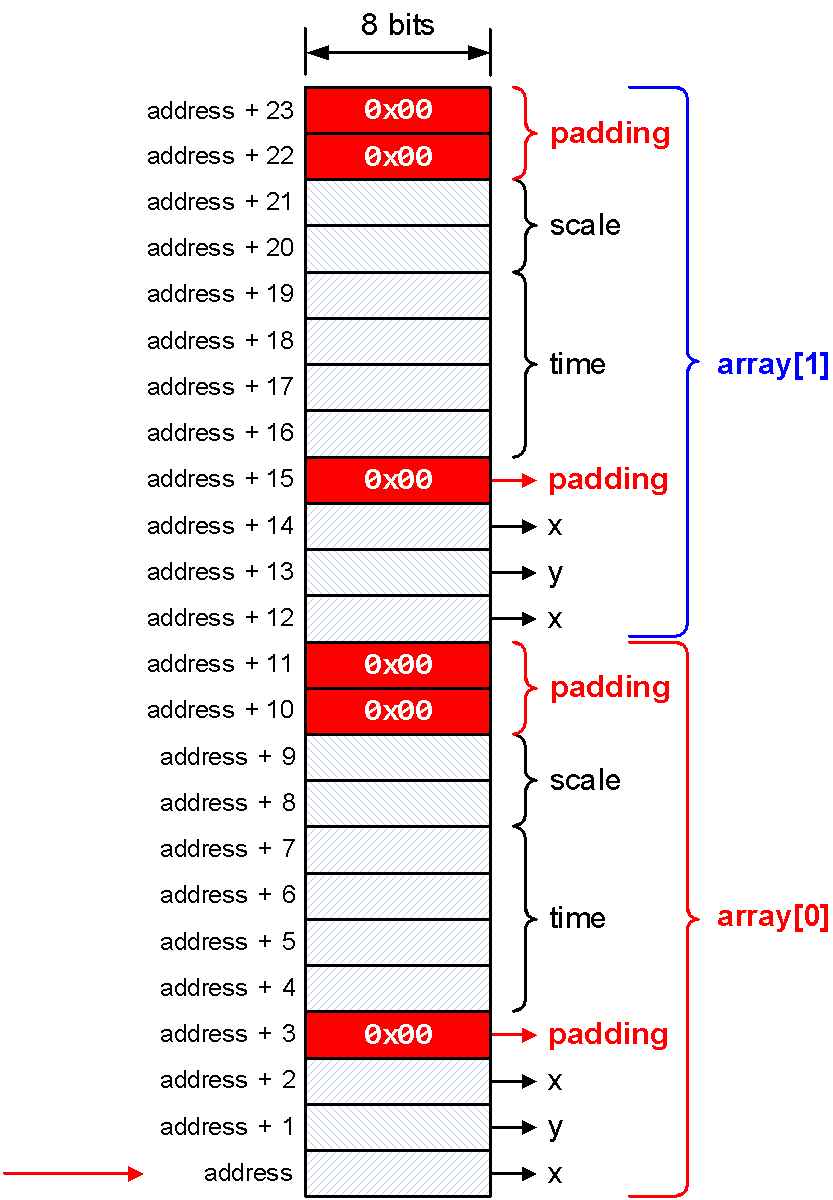 8 bits
address + 23 0x00
padding
address + 22 0x00
address + 21
scale
address + 20
address + 19
address + 18
time
array[1]
address + 17
address + 16
address + 15 0x00 padding
address + 14 x
address + 13 y
address + 12 x
address + 11 0x00
padding
address + 10 0x00
address + 9
scale
address + 8
address + 7
address + 6
time
array[0]
address + 5
address + 4
address + 3 0x00 padding
address + 2 x
address + 1 y
address x